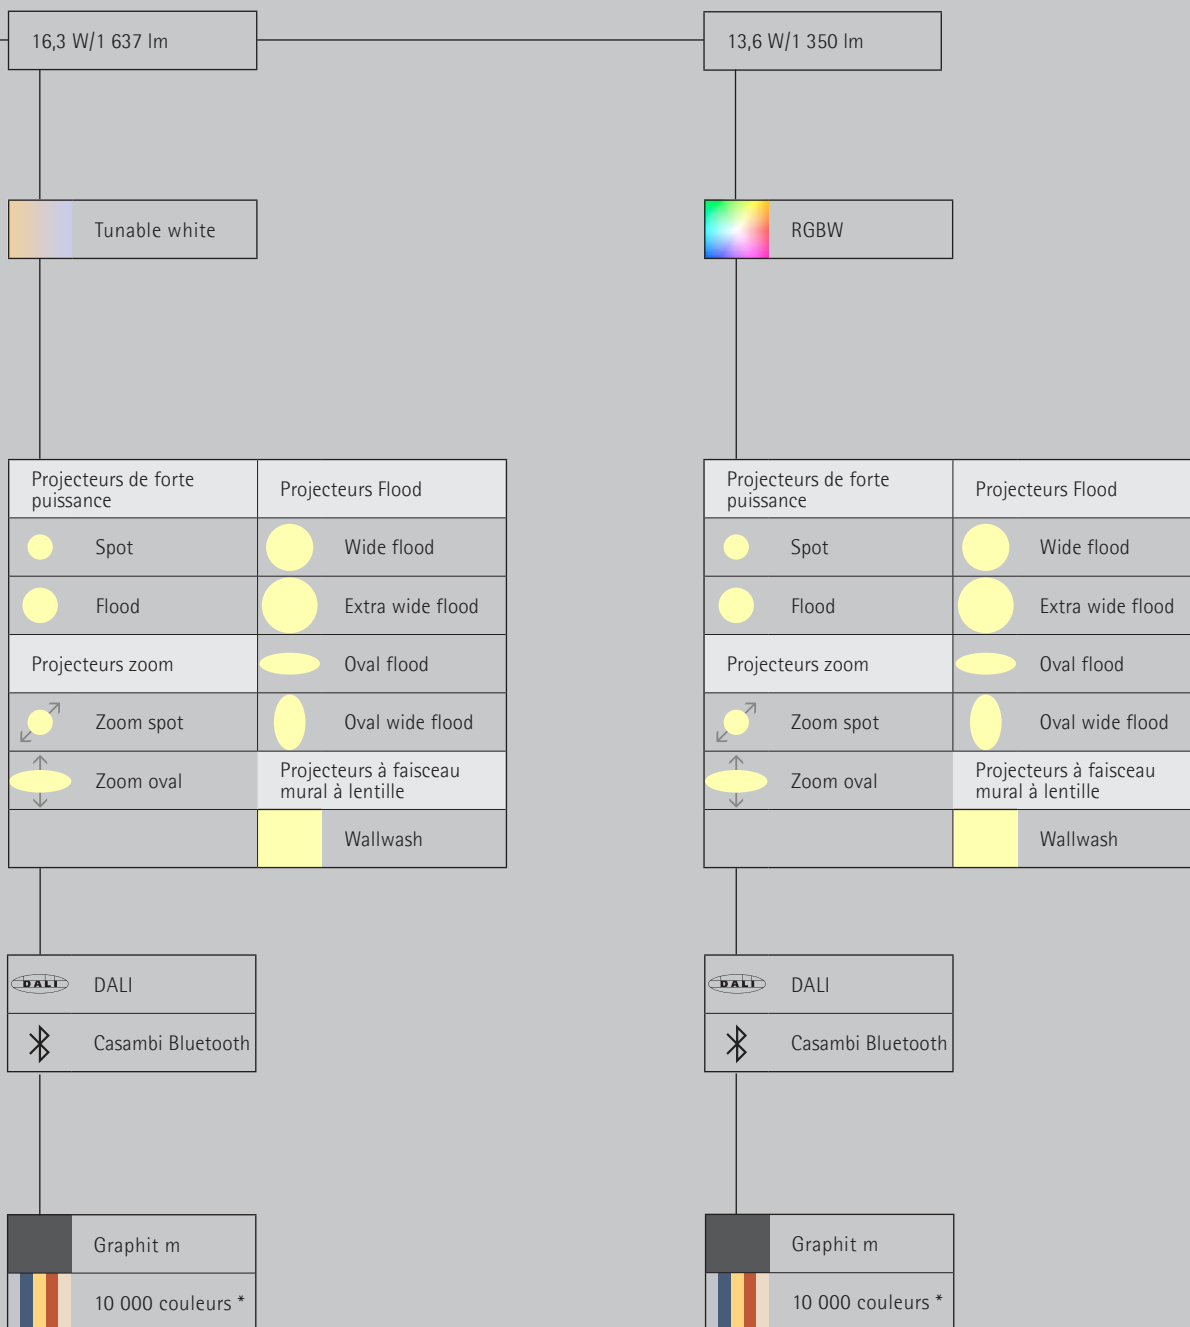 16,3 W/1 637 lm
13,6 W/1 350 lm
Tunable white
RGBW
Projecteurs de forte
puissance
Projecteurs Flood
Spot
Wide flood
Flood
Extra wide flood
Projecteurs zoom
Oval flood
Zoom spot
Oval wide flood
Zoom oval
Projecteurs à faisceau
mural à lentille
Wallwash
Projecteurs de forte
puissance
Projecteurs Flood
Spot
Wide flood
Flood
Extra wide flood
Projecteurs zoom
Oval flood
Zoom spot
Oval wide flood
Zoom oval
Projecteurs à faisceau
mural à lentille
Wallwash
DALI DALI
Casambi Bluetooth
DALI DALI
Casambi Bluetooth
Graphit m
10 000 couleurs *
Graphit m
10 000 couleurs *